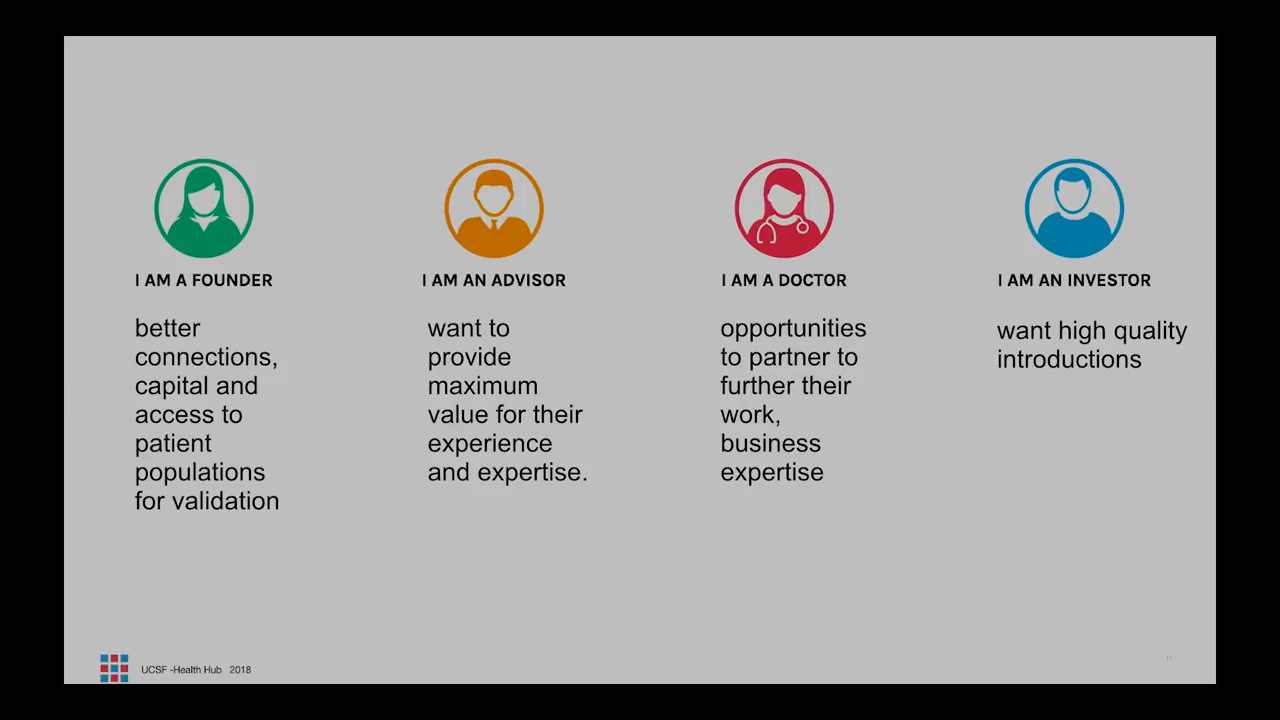 I AM A FOUNDER
better
connections,
capital and
access to
patient
populations
for validation
I AM AN ADVISOR
want to
provide
maximum
value for their
experience
and expertise.
I AM A DOCTOR
opportunities
to partner to
further their
work,
business
expertise
I AM AN INVESTOR
want high quality
introductions
UCSF -Health Hub 2018